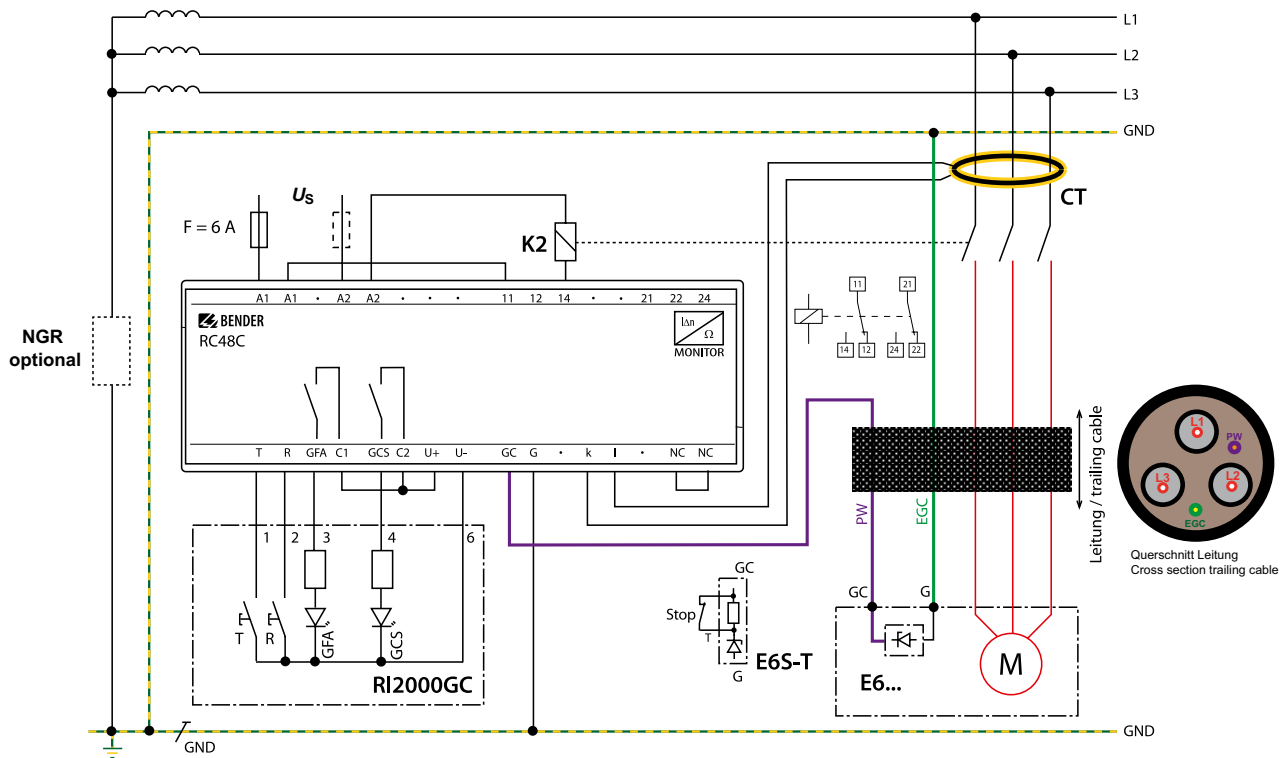 L1
L2
L3
GND
CT
F = 6 A
US
K2
A1 A1 · A2 A2 · · · 11 12 14 · · 21 22 24
BENDER
RC48C
IΔn
Ω
MONITOR
T R GFA C1 GCS C2 U+ U- GC G · k l · NC NC
NGR
optional
11 21
14 12 24 22
PW EGC
Leitung / trailing cable
L1
PW
L3 L2
EGC
Querschnitt Leitung
Cross section trailing cable
1 2 3 4 6
T R GFA GCS
RI2000GC
GC
Stop
T
G
E6S-T
GC G
E6...
M
GND
GND